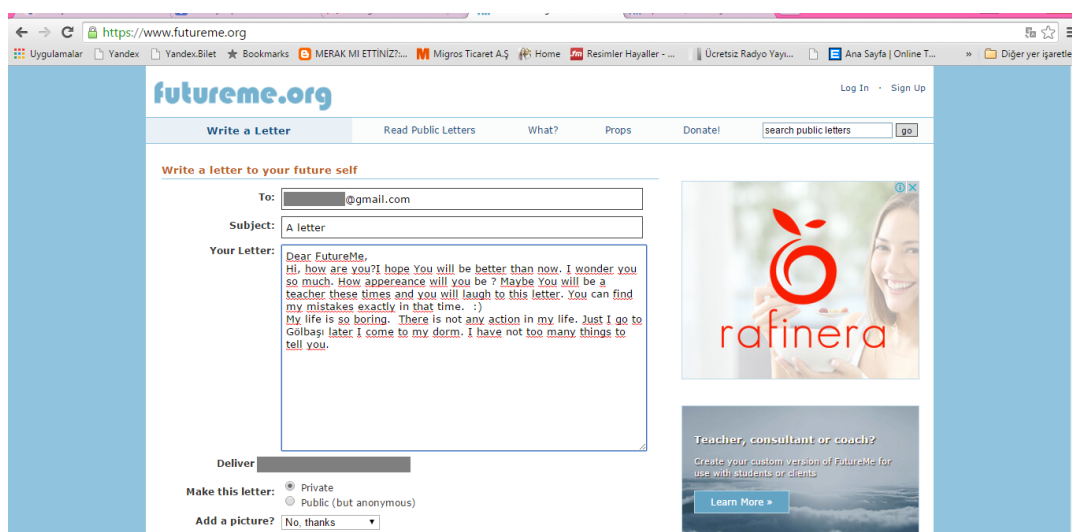 https://www.futureme.org
Uygulamalar Yandex Yandex.Bilet Bookmarks MERAK MI ETTİNİZ?:... Migros Ticaret A.Ş Home Resimler Hayaller - ... Ücretsiz Radyo Yayı... Ana Sayfa | Online T... » Diğer yer işaretle
futureme.org
Log In · Sign Up
Write a Letter Read Public Letters What? Props Donate! search public letters go
Write a letter to your future self
To: @gmail.com
Subject: A letter
Your Letter: Dear FutureMe,
Hi, how are you?I hope You will be better than now. I wonder you
so much. How appereance will you be ? Maybe You will be a
teacher these times and you will laugh to this letter. You can find
my mistakes exactly in that time. :)
My life is so boring. There is not any action in my life. Just I go to
Gölbaşı later I come to my dorm. I have not too many things to
tell you.
Deliver
Make this letter: Private
Public (but anonymous)
Add a picture? No, thanks
rafinera
Teacher, consultant or coach?
Create your custom version of FutureMe for
use with students or clients
Learn More »